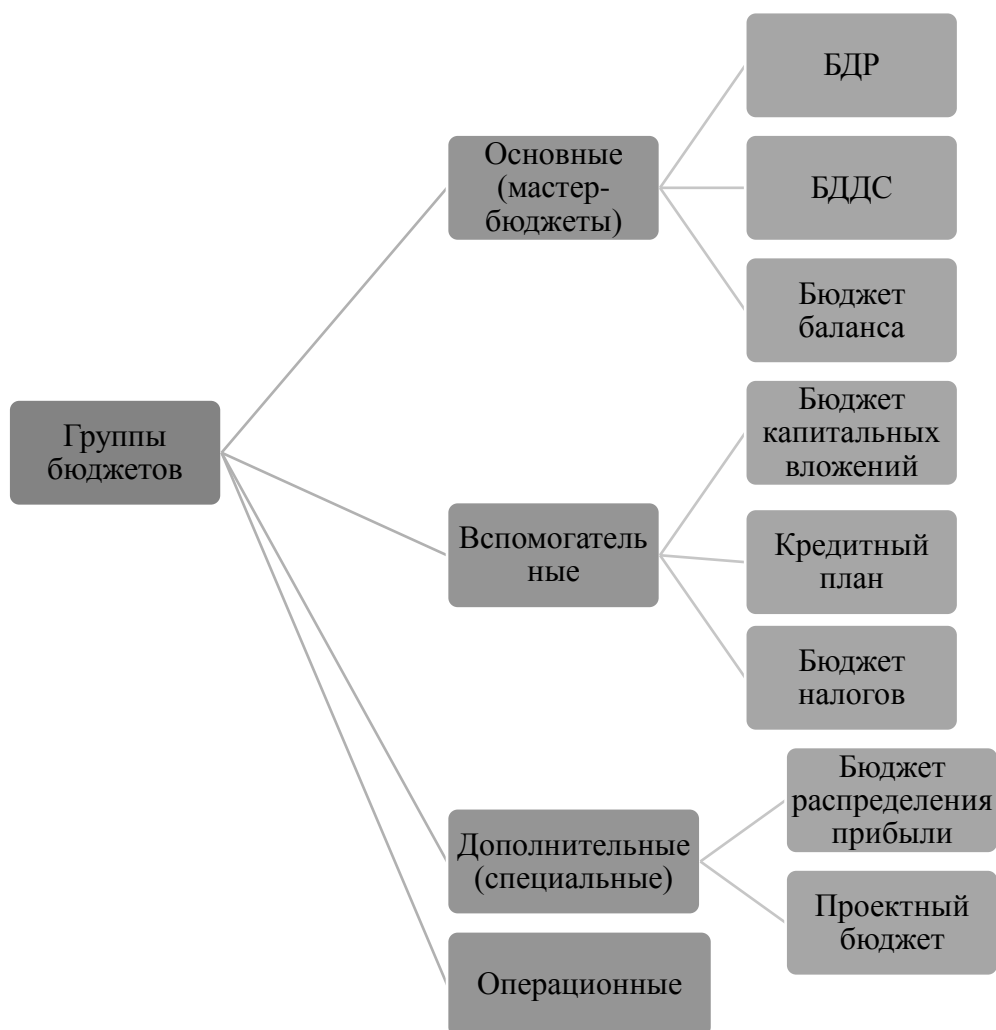 Группы
бюджетов
Основные
(мастер-
бюджеты)
БДР
БДДС
Бюджет
баланса
Вспомогатель
ные
Бюджет
капитальных
вложений
Кредитный
план
Бюджет
налогов
Дополнительные
(специальные)
Бюджет
распределения
прибыли
Проектный
бюджет
Операционные